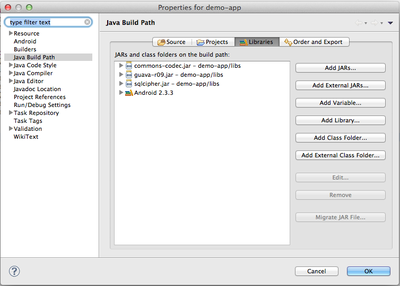 Properties for demo-app
type filter text
Java Build Path
Resource
Android
Builders
Java Build Path
Java Code Style
Java Compiler
Java Editor
Javadoc Location
Project References
Run/Debug Settings
Task Repository
Task Tags
Validation
WikiText
Source
Projects
Libraries
Order and Export
JARs and class folders on the build path:
commons-codec.jar - demo-app/libs
guava-r09.jar - demo-app/libs
sqlcipher.jar - demo-app/libs
Android 2.3.3
Add JARs...
Add External JARs...
Add Variable...
Add Library...
Add Class Folder...
Add External Class Folder...
Edit...
Remove
Migrate JAR File...
?
Cancel
OK